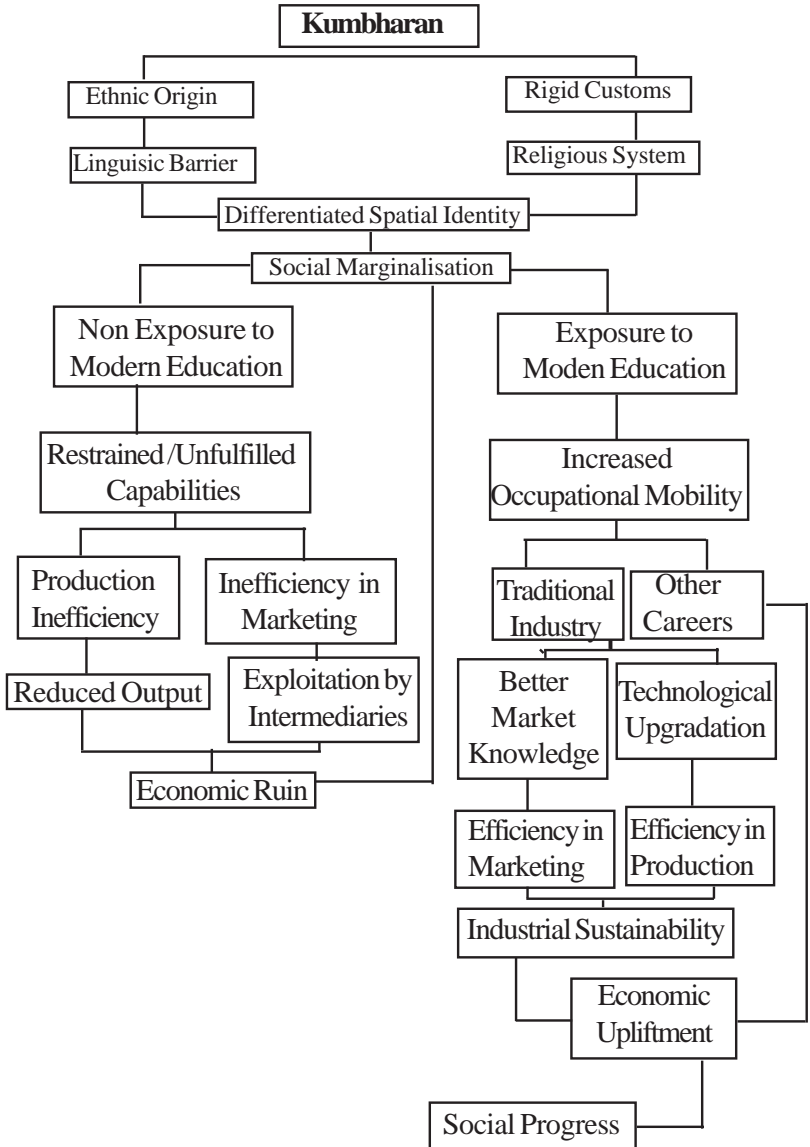 Kumbharan
Ethnic Origin
Rigid Customs
Linguisic Barrier
Religious System
Differentiated Spatial Identity
Social Marginalisation
Non Exposure to
Modern Education
Exposure to
Moden Education
Restrained /Unfulfilled
Capabilities
Increased
Occupational Mobility
Production
Inefficiency
Inefficiency in
Marketing
Traditional
Industry
Other
Careers
Reduced Output
Exploitation by
Intermediaries
Better
Market
Knowledge
Technological
Upgradation
Economic Ruin
Efficiency in
Marketing
Efficiency in
Production
Industrial Sustainability
Economic
Upliftment
Social Progress